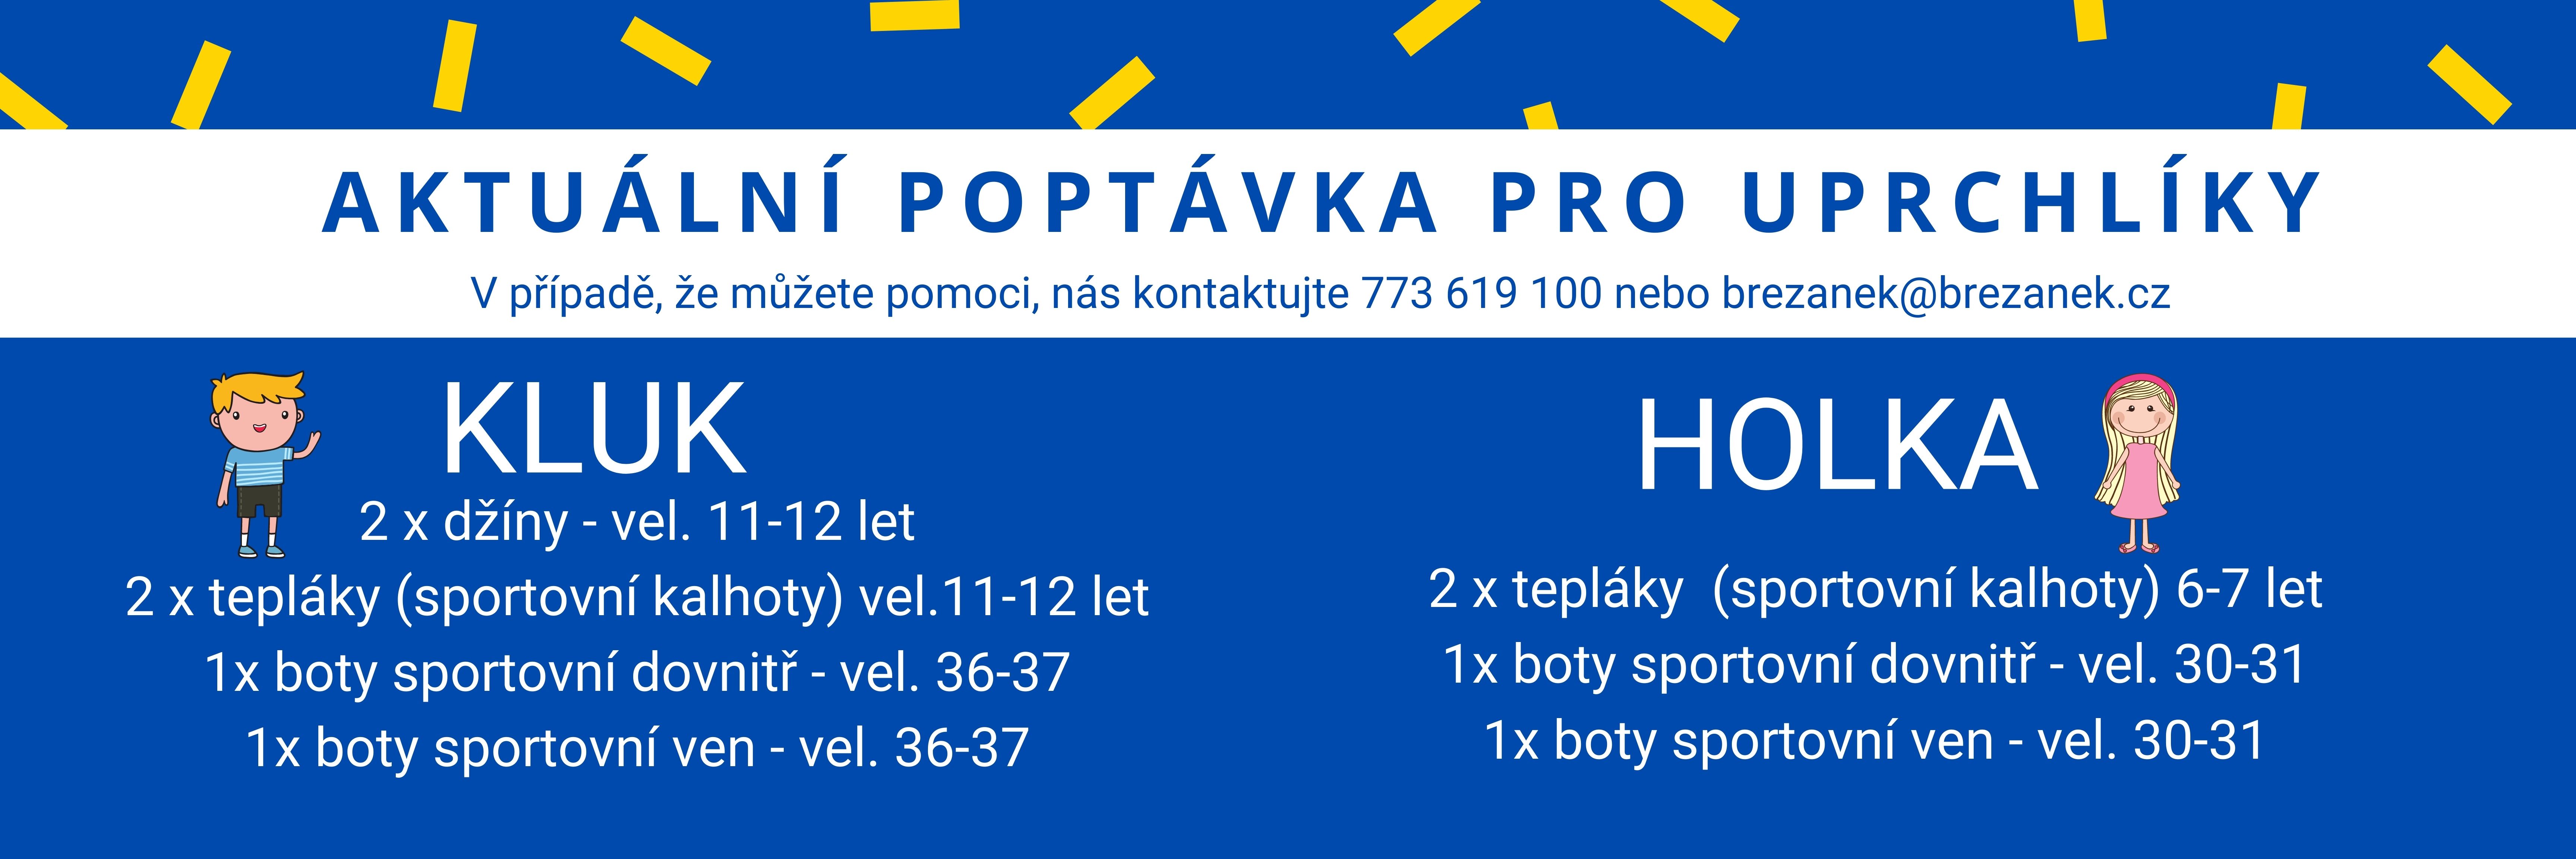 AKTUÁLNÍ POPTÁVKA PRO UPRCHLÍKY
V případě, že můžete pomoci, nás kontaktujte 773 619 100 nebo brezanek@brezanek.cz
KLUK
2 x džíny - vel. 11-12 let
2 x tepláky (sportovní kalhoty) vel.11-12 let
1x boty sportovní dovnitř - vel. 36-37
1x boty sportovní ven - vel. 36-37
HOLKA
2 x tepláky  (sportovní kalhoty) 6-7 let
1x boty sportovní dovnitř - vel. 30-31
1x boty sportovní ven - vel. 30-31